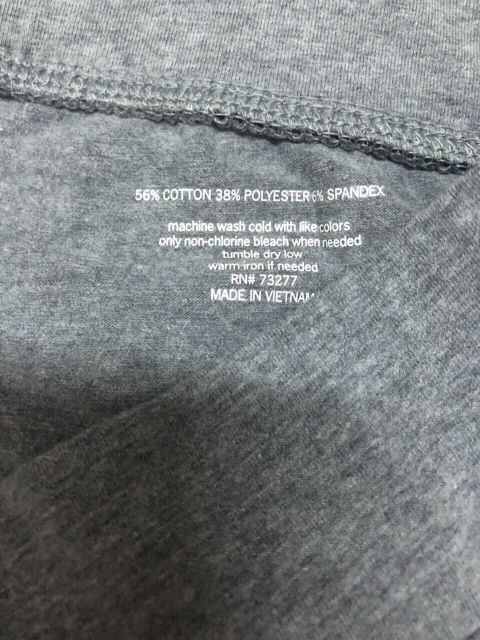 56% COTTON 38% POLYESTER 6% SPANDEX
machine wash cold with like colors
only non-chlorine bleach when needed
tumble dry low
warm iron if needed
RN# 73277
MADE IN VIETNAM